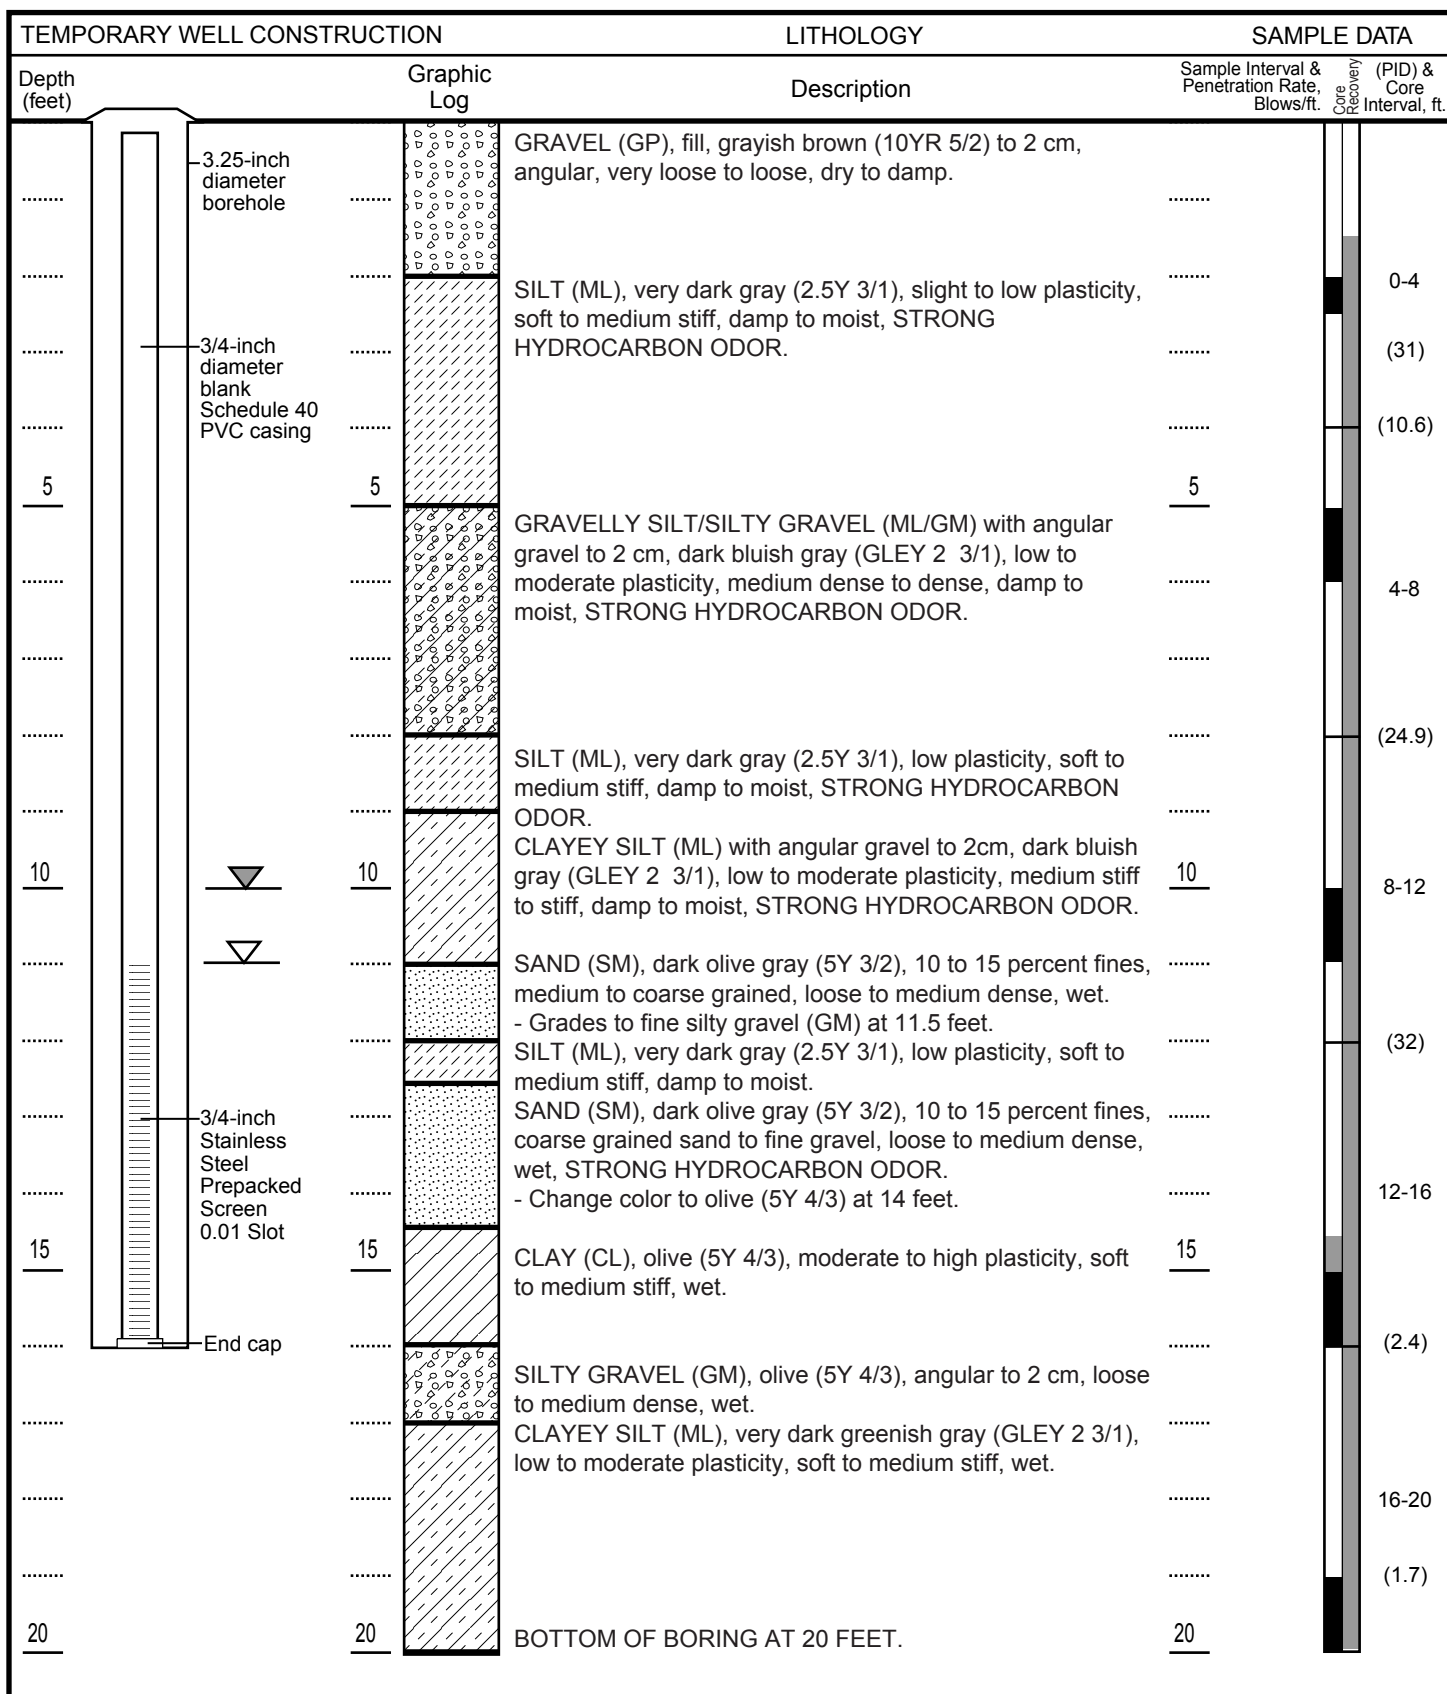 TEMPORARY WELL CONSTRUCTION
LITHOLOGY
SAMPLE DATA
Depth
(feet)
Graphic
Log
Description
Sample Interval &
Penetration Rate,
Blows/ft.
Core
Recovery
(PID) &
Core
Interval, ft.
3.25-inch
diameter
borehole
GRAVEL (GP), fill, grayish brown (10YR 5/2) to 2 cm,
angular, very loose to loose, dry to damp.
SILT (ML), very dark gray (2.5Y 3/1), slight to low plasticity,
soft to medium stiff, damp to moist, STRONG
HYDROCARBON ODOR.
0-4
3/4-inch
diameter
blank
Schedule 40
PVC casing
(31)
(10.6)
5
5
5
GRAVELLY SILT/SILTY GRAVEL (ML/GM) with angular
gravel to 2 cm, dark bluish gray (GLEY 2  3/1), low to
moderate plasticity, medium dense to dense, damp to
moist, STRONG HYDROCARBON ODOR.
4-8
(24.9)
SILT (ML), very dark gray (2.5Y 3/1), low plasticity, soft to
medium stiff, damp to moist, STRONG HYDROCARBON
ODOR.
CLAYEY SILT (ML) with angular gravel to 2cm, dark bluish
gray (GLEY 2  3/1), low to moderate plasticity, medium stiff
to stiff, damp to moist, STRONG HYDROCARBON ODOR.
10
10
10
8-12
SAND (SM), dark olive gray (5Y 3/2), 10 to 15 percent fines,
medium to coarse grained, loose to medium dense, wet.
- Grades to fine silty gravel (GM) at 11.5 feet.
SILT (ML), very dark gray (2.5Y 3/1), low plasticity, soft to
medium stiff, damp to moist.
(32)
SAND (SM), dark olive gray (5Y 3/2), 10 to 15 percent fines,
coarse grained sand to fine gravel, loose to medium dense,
wet, STRONG HYDROCARBON ODOR.
- Change color to olive (5Y 4/3) at 14 feet.
3/4-inch
Stainless
Steel
Prepacked
Screen
0.01 Slot
12-16
15
15
15
CLAY (CL), olive (5Y 4/3), moderate to high plasticity, soft
to medium stiff, wet.
End cap
(2.4)
SILTY GRAVEL (GM), olive (5Y 4/3), angular to 2 cm, loose
to medium dense, wet.
CLAYEY SILT (ML), very dark greenish gray (GLEY 2 3/1),
low to moderate plasticity, soft to medium stiff, wet.
16-20
(1.7)
20
20
20
BOTTOM OF BORING AT 20 FEET.